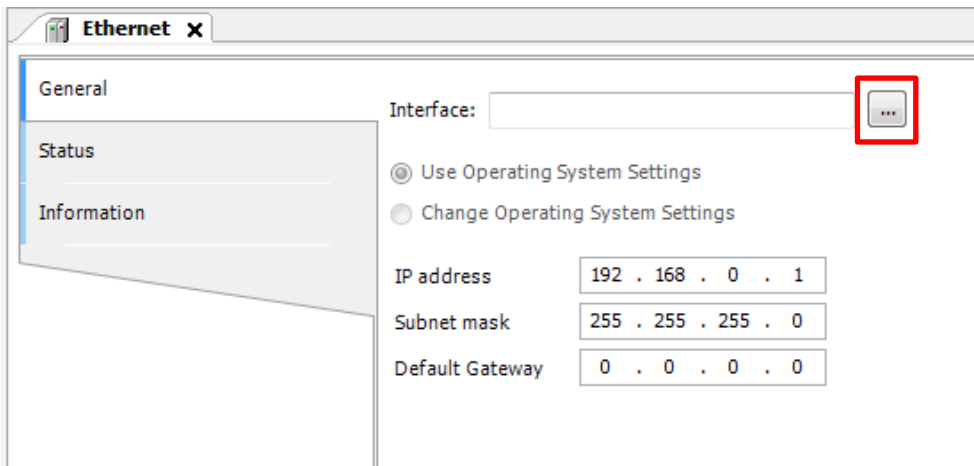 Ethernet x
General
Interface: ...
Status
Use Operating System Settings
Information
Change Operating System Settings
IP address 192 . 168 . 0 . 1
Subnet mask 255 . 255 . 255 . 0
Default Gateway 0 . 0 . 0 . 0